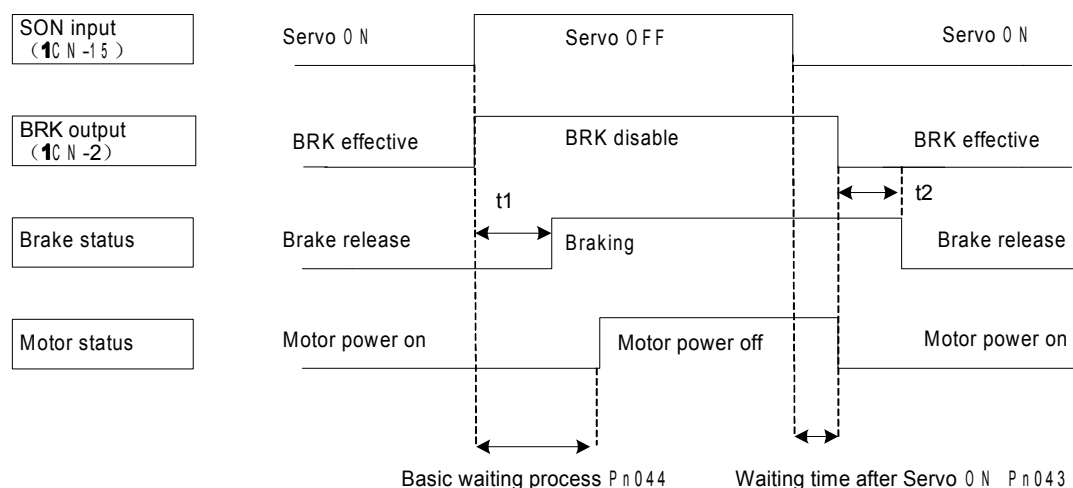 SON input
（1CN-15）
Servo ON
Servo OFF
Servo ON
BRK output
（1CN-2）
BRK effective
BRK disable
BRK effective
t1
t2
Brake status
Brake release
Braking
Brake release
Motor status
Motor power on
Motor power off
Motor power on
Basic waiting process Pn044
Waiting time after Servo ON Pn043